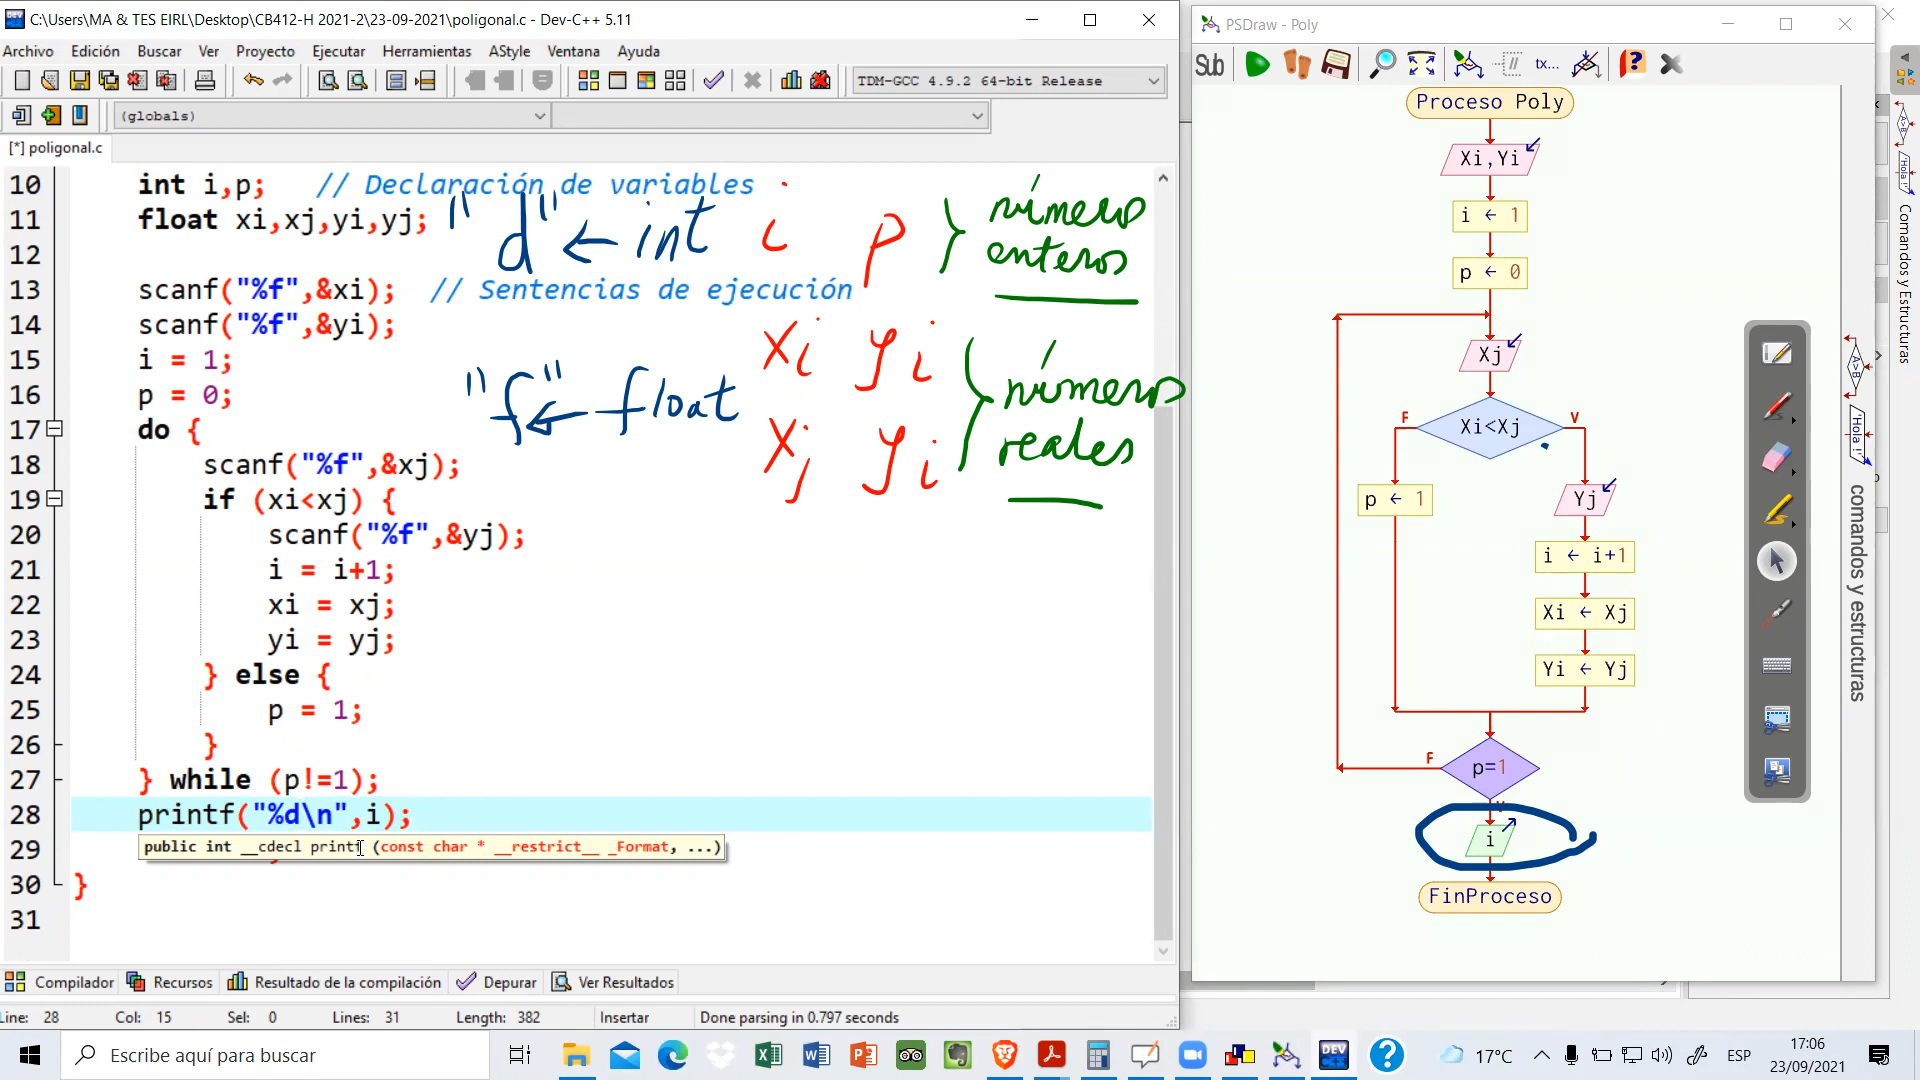 C:\Users\MA & TES EIRL\Desktop\CB412-H 2021-2\23-09-2021\poligonal.c - Dev-C++ 5.11
Archivo Edición Buscar Ver Proyecto Ejecutar Herramientas AStyle Ventana Ayuda
TDM-GCC 4.9.2 64-bit Release
(globals)
[*] poligonal.c
10 int i,p; // Declaración de variables
11 float xi,xj,yi,yj;
12
13 scanf("%f",&xi); // Sentencias de ejecución
14 scanf("%f",&yi);
15 i = 1;
16 p = 0;
17 do {
18 scanf("%f",&xj);
19 if (xi<xj) {
20 scanf("%f",&yj);
21 i = i+1;
22 xi = xj;
23 yi = yj;
24 } else {
25 p = 1;
26 }
27 } while (p!=1);
28 printf("%d\n",i);
29
public int __cdecl printf (const char * __restrict__ _Format, ...)
30 }
31
"d" ← int i p } números
enteros
"f" ← float xi yi
xj yi } números
reales
Compilador Recursos Resultado de la compilación Depurar Ver Resultados
Line: 28 Col: 15 Sel: 0 Lines: 31 Length: 382 Insertar Done parsing in 0.797 seconds
PSDraw - Poly
Sub tx...
Proceso Poly
Xi,Yi
i ← 1
p ← 0
Xj
F Xi<Xj V
p ← 1
Yj
i ← i+1
Xi ← Xj
Yi ← Yj
F p=1
V
i
FinProceso
A>B
'Hola !'
Comandos y Estructuras
A>B
'Hola !'
comandos y estructuras
Escribe aquí para buscar
DEV
17°C
ESP
17:06
23/09/2021